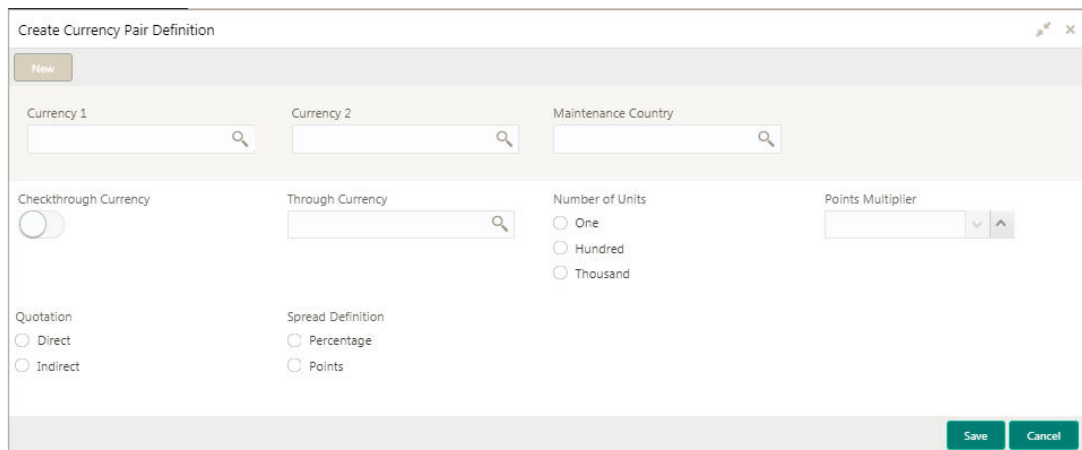 Create Currency Pair Definition
New
Currency 1 Currency 2 Maintenance Country
Checkthrough Currency Through Currency Number of Units Points Multiplier
One
Hundred
Thousand
Quotation Spread Definition
Direct Percentage
Indirect Points
Save Cancel